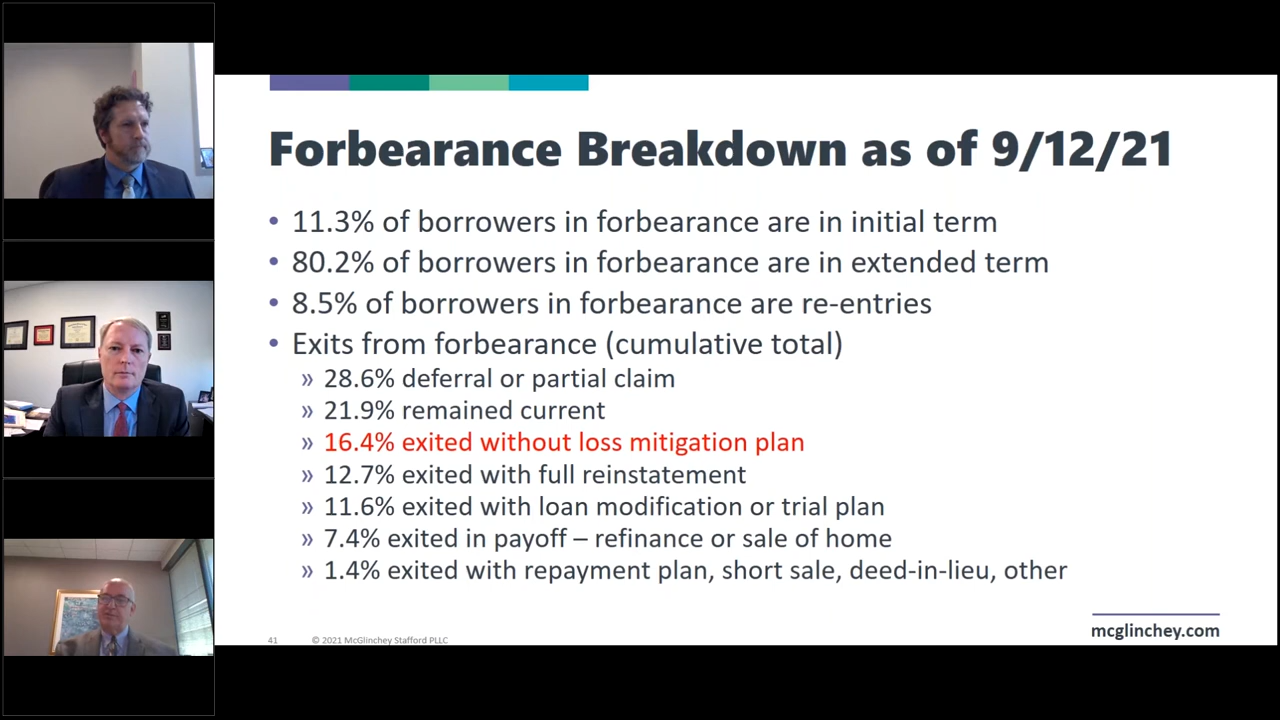 Forbearance Breakdown as of 9/12/21
• 11.3% of borrowers in forbearance are in initial term
• 80.2% of borrowers in forbearance are in extended term
• 8.5% of borrowers in forbearance are re-entries
• Exits from forbearance (cumulative total)
» 28.6% deferral or partial claim
» 21.9% remained current
» 16.4% exited without loss mitigation plan
» 12.7% exited with full reinstatement
» 11.6% exited with loan modification or trial plan
» 7.4% exited in payoff – refinance or sale of home
» 1.4% exited with repayment plan, short sale, deed-in-lieu, other
41 © 2021 McGlinchey Stafford PLLC
mcglinchey.com